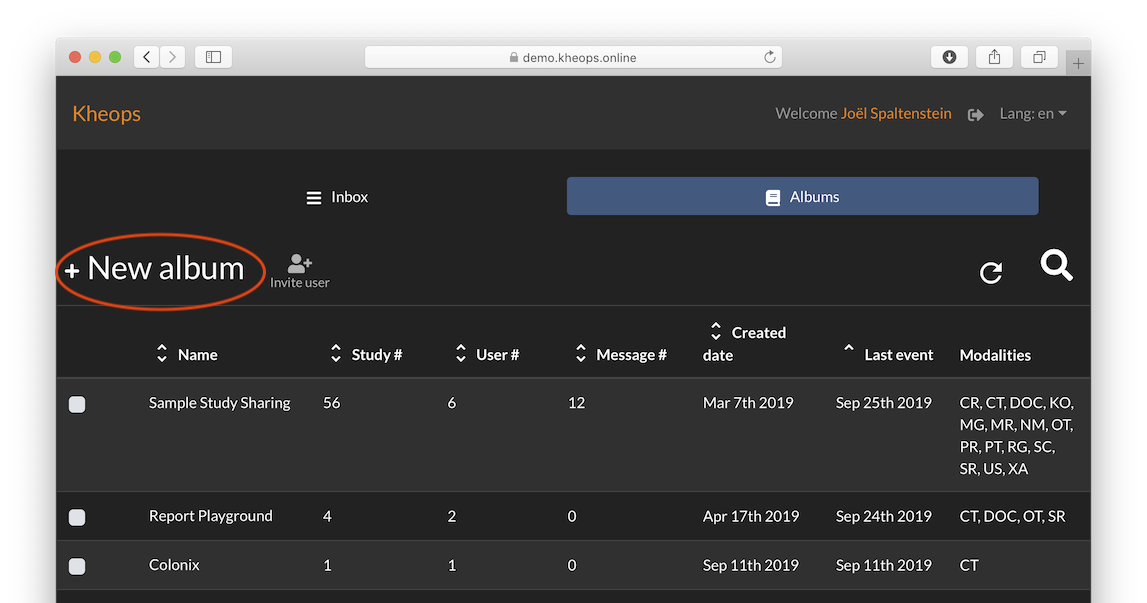 demo.kheops.online
Kheops
Welcome Joël Spaltenstein Lang: en
Inbox
Albums
+ New album
Invite user
Name Study # User # Message # Created date Last event Modalities
Sample Study Sharing 56 6 12 Mar 7th 2019 Sep 25th 2019 CR, CT, DOC, KO,
MG, MR, NM, OT,
PR, PT, RG, SC,
SR, US, XA
Report Playground 4 2 0 Apr 17th 2019 Sep 24th 2019 CT, DOC, OT, SR
Colonix 1 1 0 Sep 11th 2019 Sep 11th 2019 CT